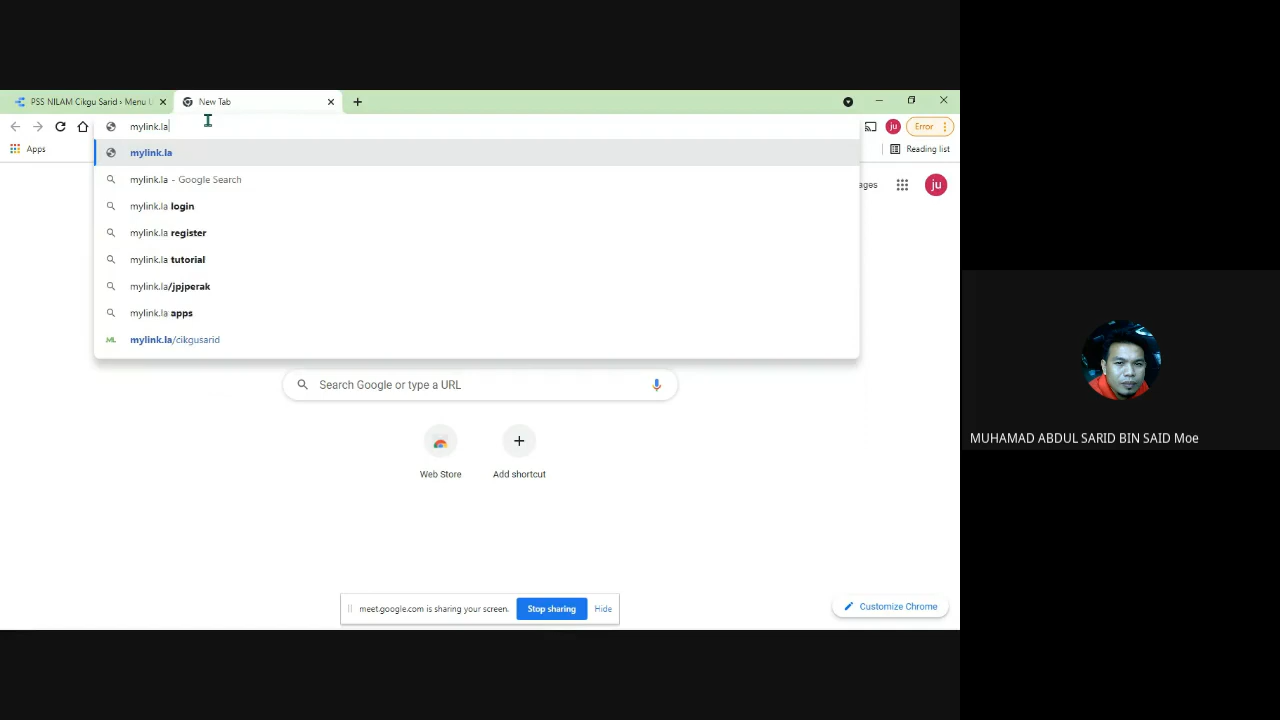 PSS NILAM Cikgu Sarid › Menu U
New Tab
mylink.la
ju
Error
Apps
Reading list
mylink.la
mylink.la - Google Search
mylink.la login
mylink.la register
mylink.la tutorial
mylink.la/jpjperak
mylink.la apps
ML mylink.la/cikgusarid
ages
ju
Search Google or type a URL
Web Store
Add shortcut
MUHAMAD ABDUL SARID BIN SAID Moe
meet.google.com is sharing your screen.
Stop sharing
Hide
Customize Chrome